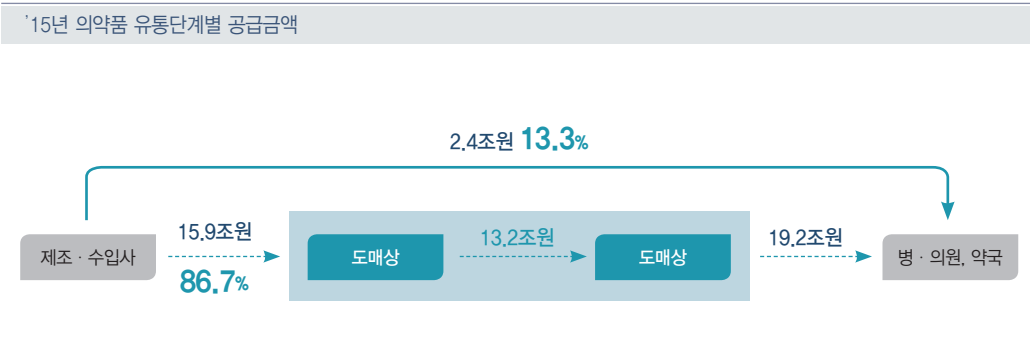 '15년 의약품 유통단계별 공급금액
2.4조원 13.3%
제조 · 수입사
15.9조원
86.7%
도매상
13.2조원
도매상
19.2조원
병 · 의원, 약국